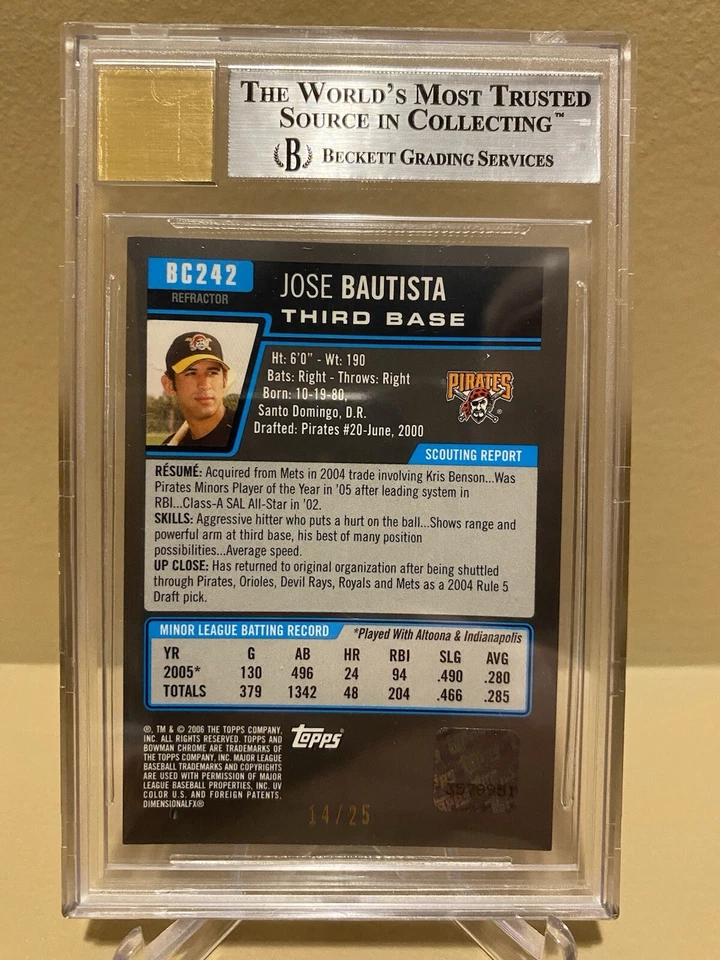 THE WORLD'S MOST TRUSTED
SOURCE IN COLLECTING™
B BECKETT GRADING SERVICES
BC242
REFRACTOR
JOSE BAUTISTA
THIRD BASE
Ht: 6'0" - Wt: 190
Bats: Right - Throws: Right
Born: 10-19-80,
Santo Domingo, D.R.
Drafted: Pirates #20-June, 2000
PIRATES®
SCOUTING REPORT
RÉSUMÉ: Acquired from Mets in 2004 trade involving Kris Benson...Was
Pirates Minors Player of the Year in '05 after leading system in
RBI...Class-A SAL All-Star in '02.
SKILLS: Aggressive hitter who puts a hurt on the ball...Shows range and
powerful arm at third base, his best of many position
possibilities...Average speed.
UP CLOSE: Has returned to original organization after being shuttled
through Pirates, Orioles, Devil Rays, Royals and Mets as a 2004 Rule 5
Draft pick.
MINOR LEAGUE BATTING RECORD *Played With Altoona & Indianapolis
YR G AB HR RBI SLG AVG
2005* 130 496 24 94 .490 .280
TOTALS 379 1342 48 204 .466 .285
®, TM & © 2006 THE TOPPS COMPANY,
INC. ALL RIGHTS RESERVED. TOPPS AND
BOWMAN CHROME ARE TRADEMARKS OF
THE TOPPS COMPANY, INC. MAJOR LEAGUE
BASEBALL TRADEMARKS AND COPYRIGHTS
ARE USED WITH PERMISSION OF MAJOR
LEAGUE BASEBALL PROPERTIES, INC. UV
COLOR U.S. AND FOREIGN PATENTS.
DIMENSIONALFX®
topps®
14/25